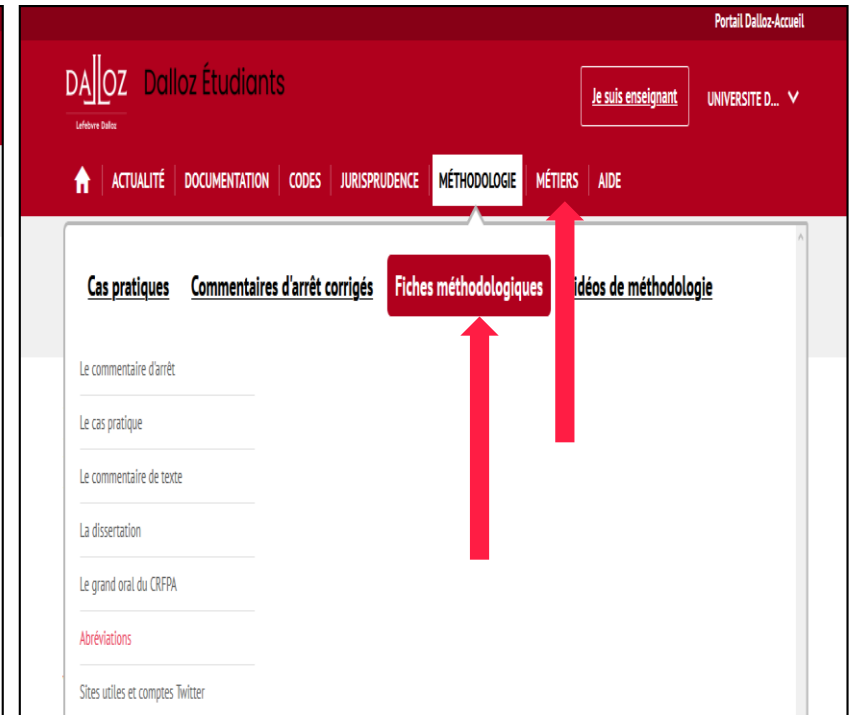 Portail Dalloz-Accueil
DALLOZ Dalloz Étudiants
Lefebvre Dalloz
Je suis enseignant UNIVERSITE D...
ACTUALITÉ DOCUMENTATION CODES JURISPRUDENCE MÉTHODOLOGIE MÉTIERS AIDE
Cas pratiques Commentaires d'arrêt corrigés Fiches méthodologiques idéos de méthodologie
Le commentaire d'arrêt
Le cas pratique
Le commentaire de texte
La dissertation
Le grand oral du CRFPA
Abréviations
Sites utiles et comptes Twitter